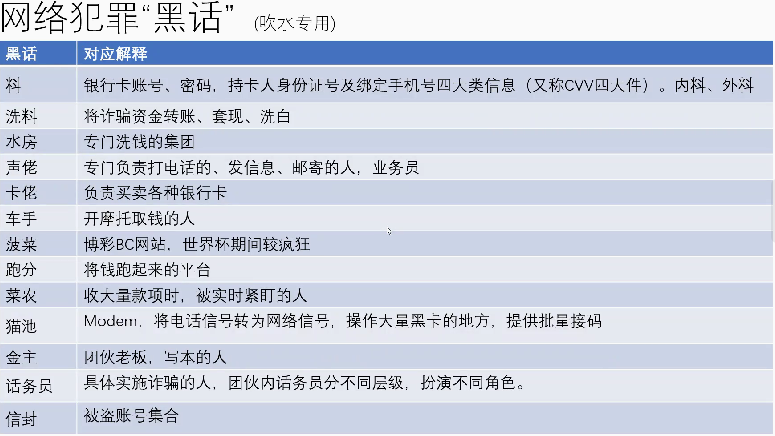 网络犯罪“黑话” (吹水专用)
黑话 对应解释
料 银行卡账号、密码，持卡人身份证号及绑定手机号四大类信息（又称CVV四大件）。内料、外料
洗料 将诈骗资金转账、套现、洗白
水房 专门洗钱的集团
声佬 专门负责打电话的、发信息、邮寄的人，业务员
卡佬 负责买卖各种银行卡
车手 开摩托取钱的人
菠菜 博彩BC网站，世界杯期间较疯狂
跑分 将钱跑起来的平台
菜农 收大量款项时，被实时紧盯的人
猫池 Modem，将电话信号转为网络信号，操作大量黑卡的地方，提供批量接码
金主 团伙老板，写本的人
话务员 具体实施诈骗的人，团伙内话务员分不同层级，扮演不同角色。
信封 被盗账号集合